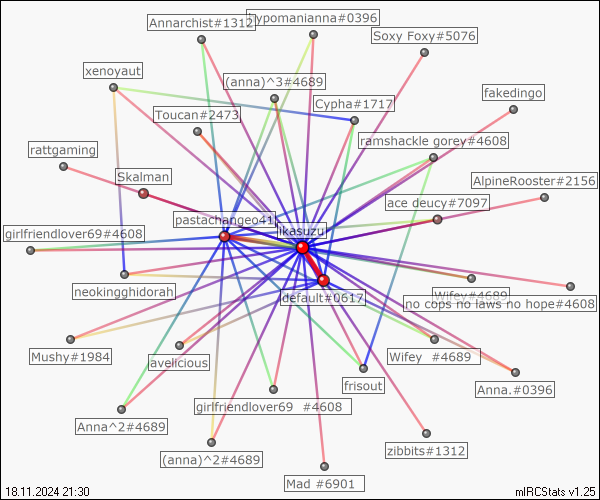 Annarchist#1312
hypomanianna#0396
Soxy Foxy#5076
xenoyaut
(anna)^3#4689
fakedingo
Toucan#2473
Cypha#1717
ramshackle gorey#4608
rattgaming
Skalman
AlpineRooster#2156
ace deucy#7097
pastachangeo41
ikasuzu
girlfriendlover69#4608
neokingghidorah
default#0617
Wifey#4689
no cops no laws no hope#4608
Mushy#1984
avelicious
Wifey #4689
frisout
Anna.#0396
girlfriendlover69 #4608
Anna^2#4689
zibbits#1312
(anna)^2#4689
Mad #6901
18.11.2024 21:30
mIRCStats v1.25